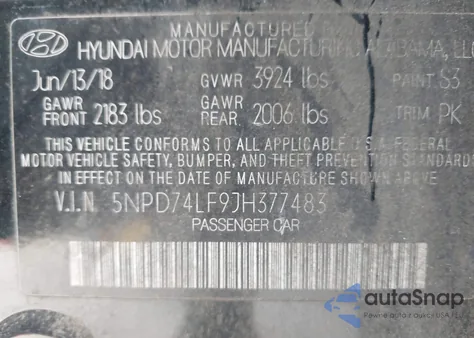 MANUFACTURED BY
HYUNDAI MOTOR MANUFACTURING ALABAMA, LLC
Jun/13/18 GVWR 3924 lbs PAINT S3
GAWR FRONT 2183 lbs GAWR REAR 2006 lbs TRIM PK
THIS VEHICLE CONFORMS TO ALL APPLICABLE U.S. FEDERAL
MOTOR VEHICLE SAFETY, BUMPER, AND THEFT PREVENTION STANDARDS
IN EFFECT ON THE DATE OF MANUFACTURE SHOWN ABOVE.
V.I.N 5NPD74LF9JH377483
PASSENGER CAR
autoSnap